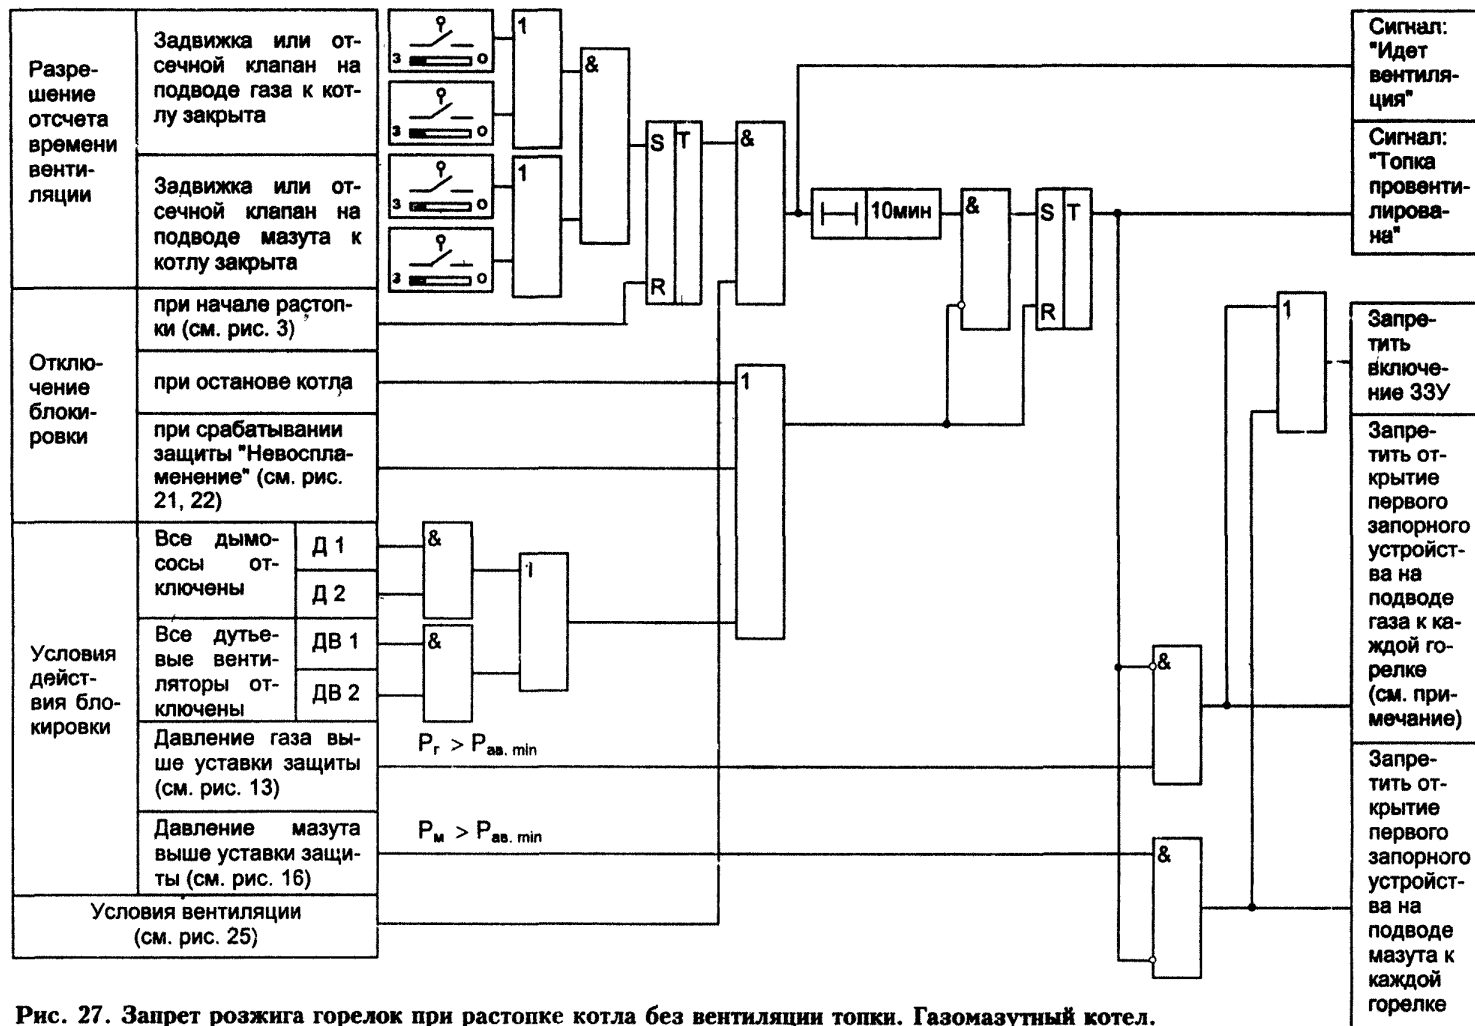 Разре-
шение
отсчета
времени
венти-
ляции
Задвижка или от-
сечной клапан на
подводе газа к кот-
лу закрыта
Задвижка или от-
сечной клапан на
подводе мазута к
котлу закрыта
Отклю-
чение
блоки-
ровки
при начале растоп-
ки (см. рис. 3)
при останове котла
при срабатывании
защиты "Невоспла-
менение" (см. рис.
21, 22)
Условия
дейст-
вия бло-
кировки
Все дымо-
сосы от-
ключены
Д 1
Д 2
Все дутье-
вые венти-
ляторы от-
ключены
ДВ 1
ДВ 2
Давление газа вы-
ше уставки защиты
(см. рис. 13)
Давление мазута
выше уставки защи-
ты (см. рис. 16)
Условия вентиляции
(см. рис. 25)
З О
З О
З О
З О
1
1
&
S T
R
&
10мин
&
S T
R
1
&
&
1
Pг > Pав. min
Pм > Pав. min
&
&
1
Сигнал:
"Идет
вентиля-
ция"
Сигнал:
"Топка
провенти-
лирова-
на"
Запре-
тить
включе-
ние ЗЗУ
Запре-
тить от-
крытие
первого
запорного
устройст-
ва на
подводе
газа к ка-
ждой го-
релке
(см. при-
мечание)
Запре-
тить от-
крытие
первого
запорного
устройст-
ва на
подводе
мазута к
каждой
горелке
Рис. 27. Запрет розжига горелок при растопке котла без вентиляции топки. Газомазутный котел.